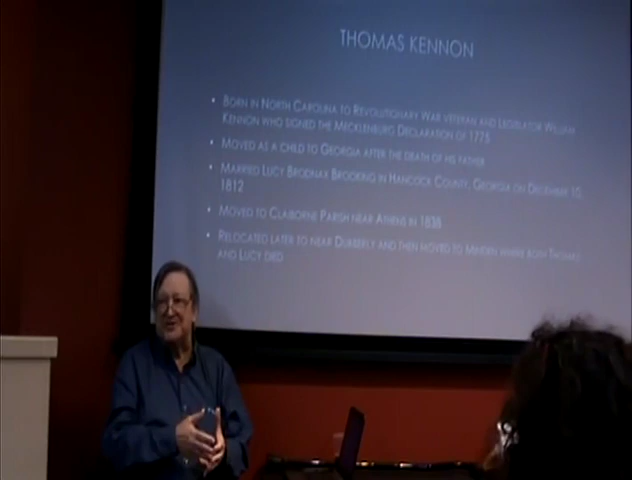 THOMAS KENNON
• BORN IN NORTH CAROLINA TO REVOLUTIONARY WAR VETERAN AND LEGISLATOR WILLIAM
KENNON WHO SIGNED THE MECKLENBURG DECLARATION OF 1775
• MOVED AS A CHILD TO GEORGIA AFTER THE DEATH OF HIS FATHER
• MARRIED LUCY BRODNAX BROOKING IN HANCOCK COUNTY, GEORGIA ON DECEMBER 10,
1812
• MOVED TO CLAIBORNE PARISH NEAR ATHENS IN
• RELOCATED LATER TO NEAR DUBBERLY AND THEN MOVED TO MINDEN WHERE BOTH THOMAS
AND LUCY DIED